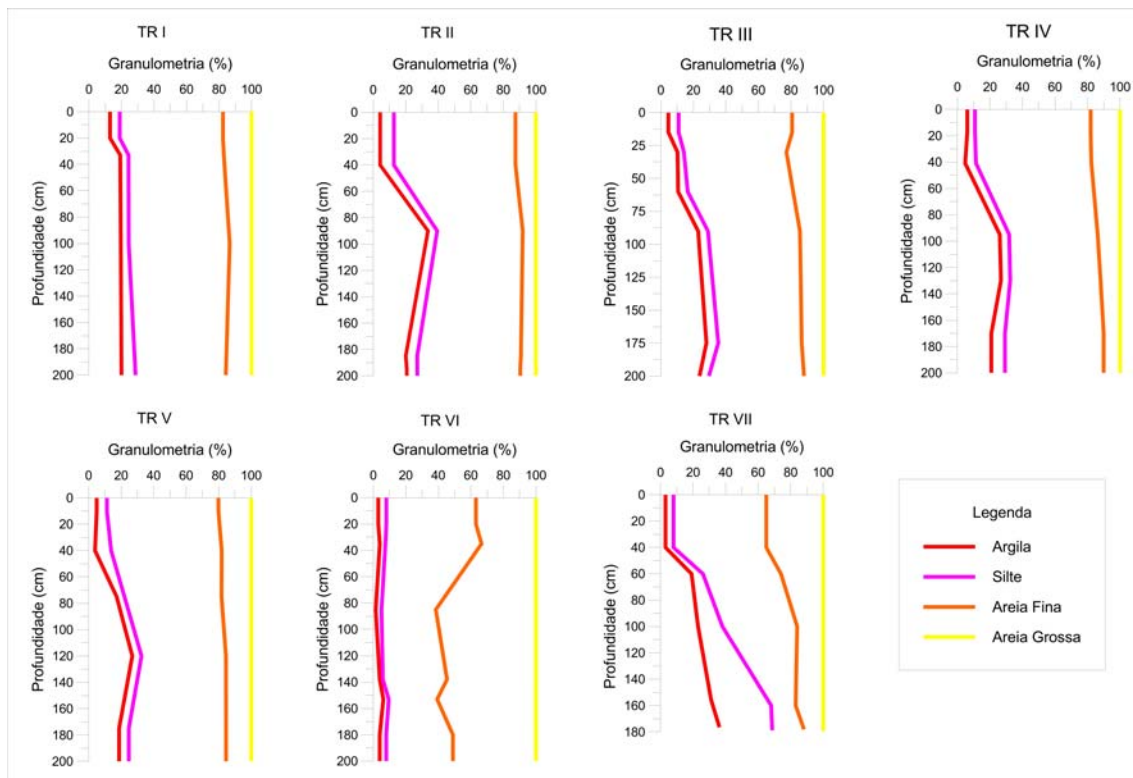 TR I
Granulometria (%)
0 20 40 60 80 100
Profundidade (cm)
0
20
40
60
80
100
120
140
160
180
200
TR II
Granulometria (%)
0 20 40 60 80 100
Profundidade (cm)
0
20
40
60
80
100
120
140
160
180
200
TR III
Granulometria (%)
0 20 40 60 80 100
Profundidade (cm)
0
25
50
75
100
125
150
175
200
TR IV
Granulometria (%)
0 20 40 60 80 100
Profundidade (cm)
0
20
40
60
80
100
120
140
160
180
200
TR V
Granulometria (%)
0 20 40 60 80 100
Profundidade (cm)
0
20
40
60
80
100
120
140
160
180
200
TR VI
Granulometria (%)
0 20 40 60 80 100
Profundidade (cm)
0
20
40
60
80
100
120
140
160
180
200
TR VII
Granulometria (%)
0 20 40 60 80 100
Profundidade (cm)
0
20
40
60
80
100
120
140
160
180
Legenda
Argila
Silte
Areia Fina
Areia Grossa